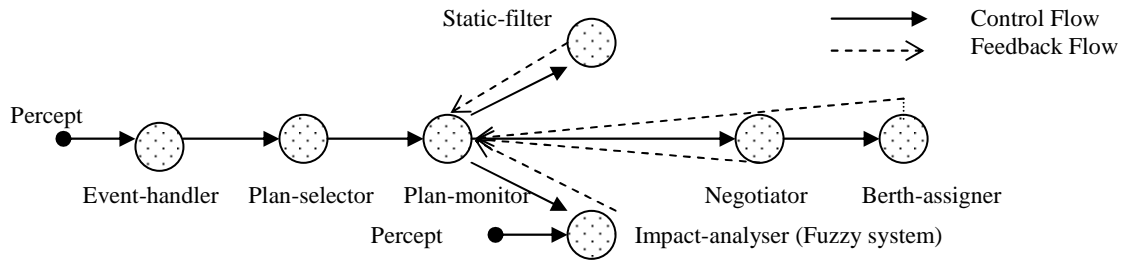 Static-filter
Control Flow
Feedback Flow
Percept
Event-handler
Plan-selector
Plan-monitor
Negotiator
Berth-assigner
Percept
Impact-analyser (Fuzzy system)